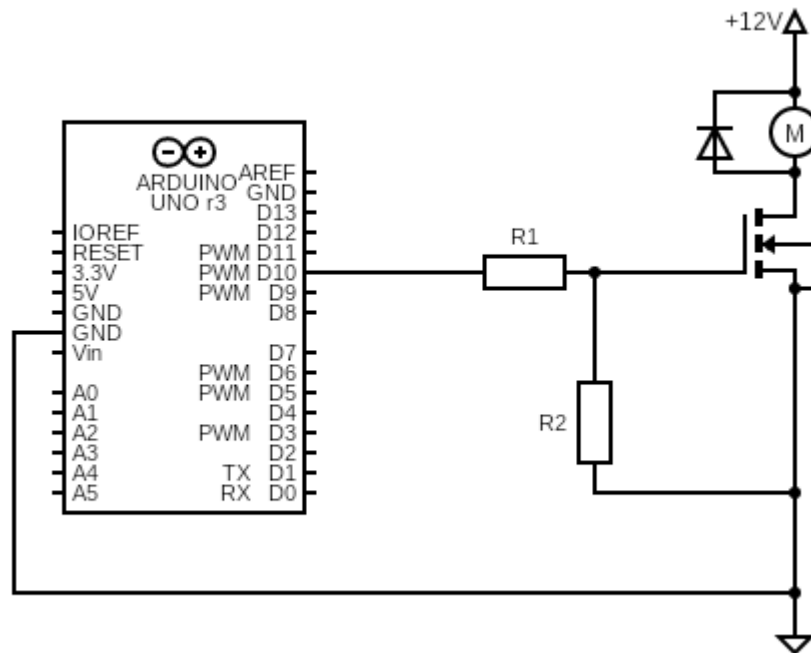 +12V
M
ARDUINO
UNO r3
AREF
GND
D13
IOREF D12
RESET PWM D11
3.3V PWM D10
5V PWM D9
GND D8
GND
Vin D7
PWM D6
A0 PWM D5
A1 D4
A2 PWM D3
A3 D2
A4 TX D1
A5 RX D0
R1
R2